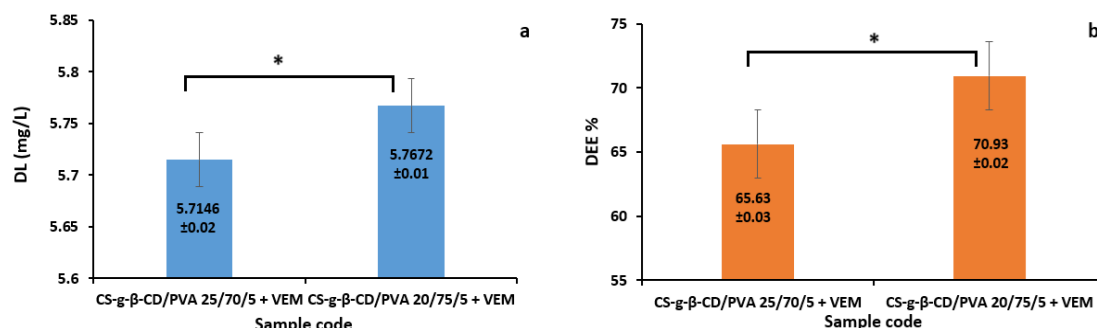 a
*
DL (mg/L)
5.85
5.8
5.75
5.7
5.65
5.6
5.7146
±0.02
5.7672
±0.01
CS-g-β-CD/PVA 25/70/5 + VEM CS-g-β-CD/PVA 20/75/5 + VEM
Sample code
b
*
DEE %
75
70
65
60
55
65.63
±0.03
70.93
±0.02
CS-g-β-CD/PVA 25/70/5 + VEM CS-g-β-CD/PVA 20/75/5 + VEM
Sample code